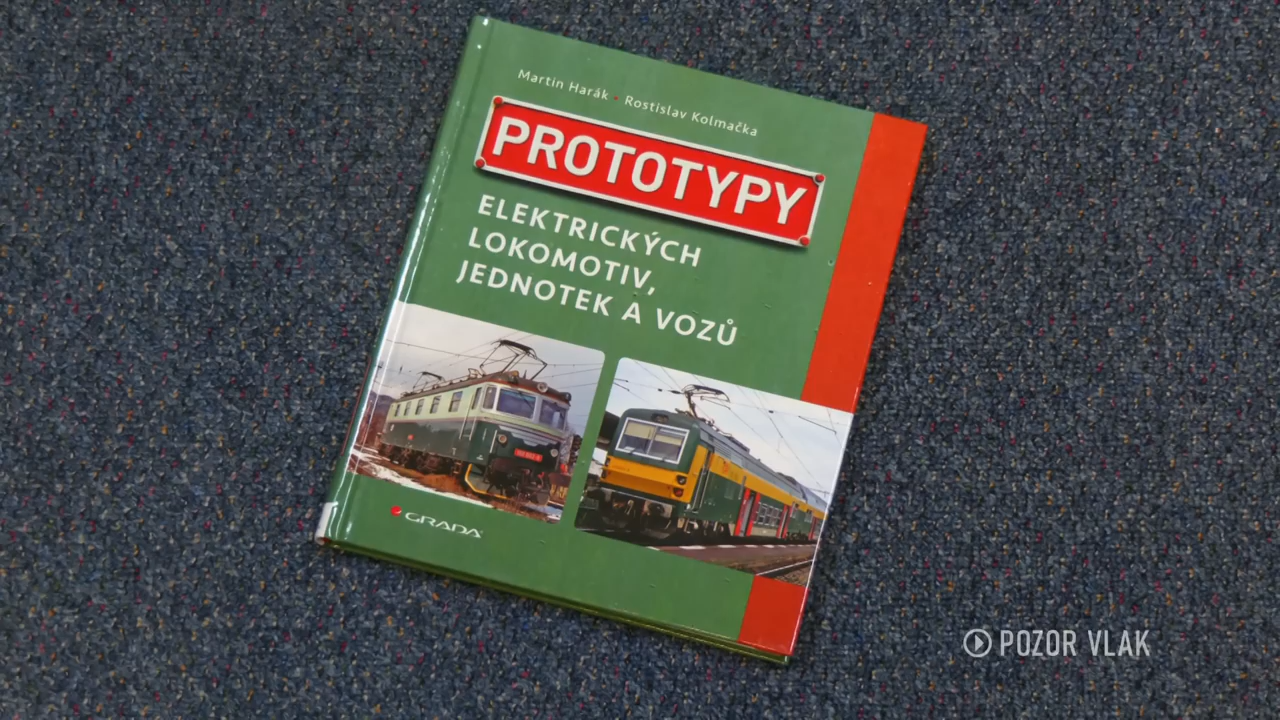 Martin Harák • Rostislav Kolmačka
PROTOTYPY
ELEKTRICKÝCH
LOKOMOTIV,
JEDNOTEK A VOZŮ
GRADA
POZOR VLAK